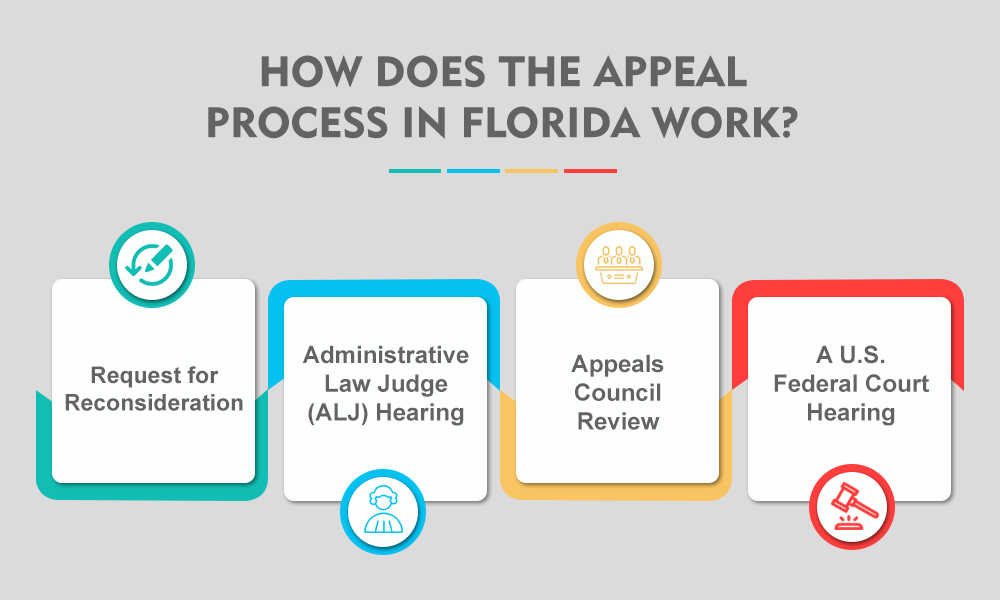 HOW DOES THE APPEAL
PROCESS IN FLORIDA WORK?
Request for
Reconsideration
Administrative
Law Judge
(ALJ) Hearing
Appeals
Council
Review
A U.S.
Federal Court
Hearing